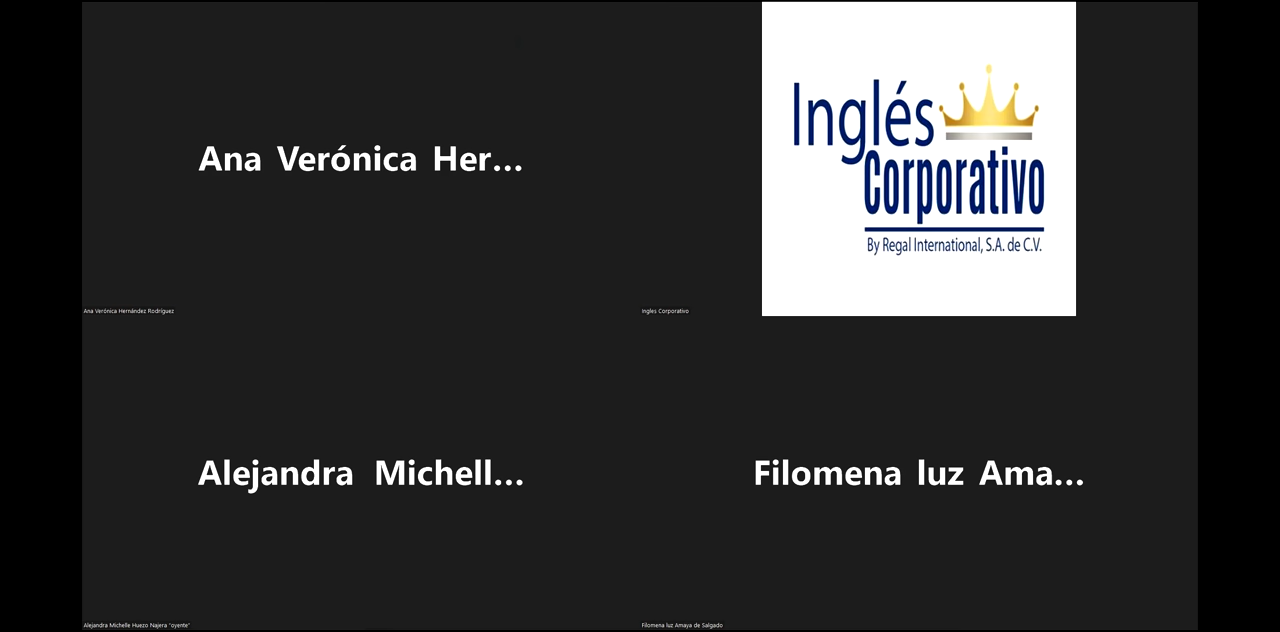 Ana Verónica Her...
Inglés
Corporativo
By Regal International, S.A. de C.V.
Ana Verónica Hernández Rodríguez
Ingles Corporativo
Alejandra Michell...
Filomena luz Ama...
Alejandra Michelle Huezo Najera "oyente"
Filomena luz Amaya de Salgado